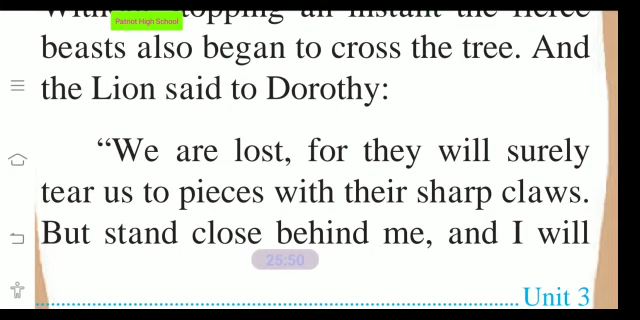 Patriot High School
beasts also began to cross the tree. And
the Lion said to Dorothy:
“We are lost, for they will surely
tear us to pieces with their sharp claws.
But stand close behind me, and I will
25:50
Unit 3